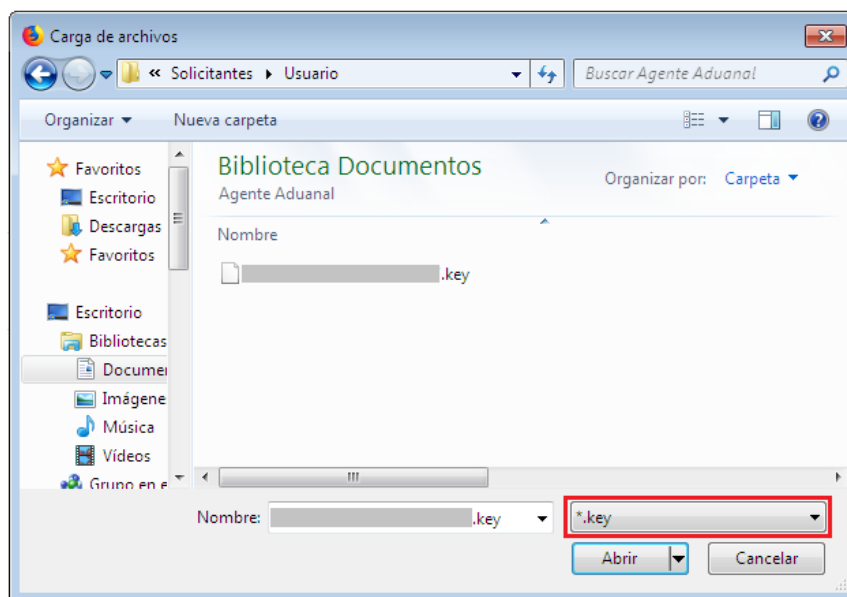 Carga de archivos
« Solicitantes Usuario
Buscar Agente Aduanal
Organizar Nueva carpeta
Favoritos
Escritorio
Descargas
Favoritos
Escritorio
Bibliotecas
Docume
Imágene
Música
Vídeos
Grupo en e
Biblioteca Documentos
Agente Aduanal
Organizar por: Carpeta
Nombre
.key
Nombre: .key
*.key
Abrir Cancelar